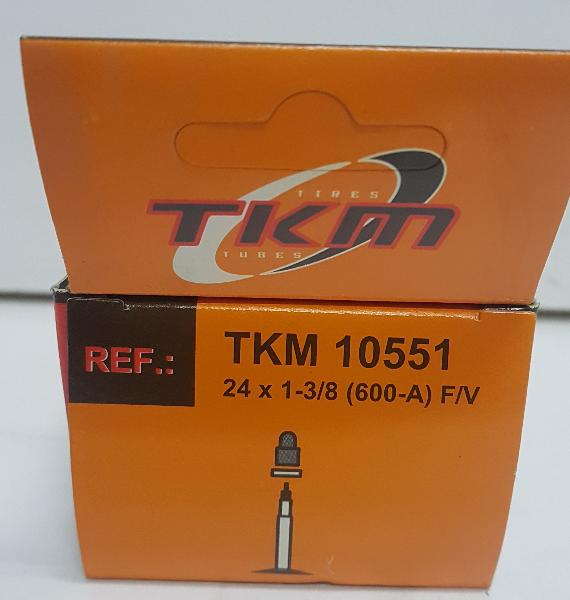 TIRES
TKM
TUBES
REF.:
TKM 10551
24 x 1-3/8 (600-A) F/V